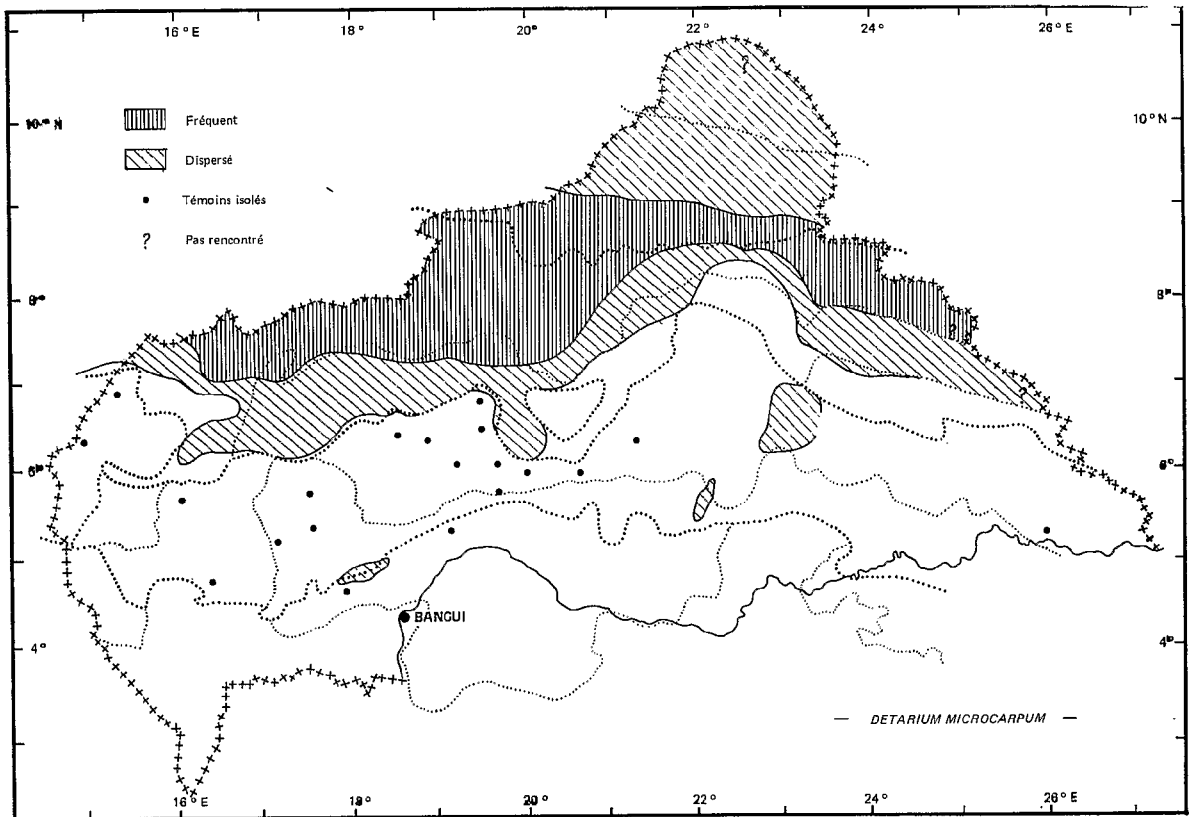 16° E 18° 20° 22° 24° 26° E
10° N
10° N
Fréquent
Dispersé
Témoins isolés
? Pas rencontré
?
8°
8°
?
?
6°
6°
BANGUI
4°
4°
— DETARIUM MICROCARPUM —
16° E 18° 20° 22° 24° 26° E